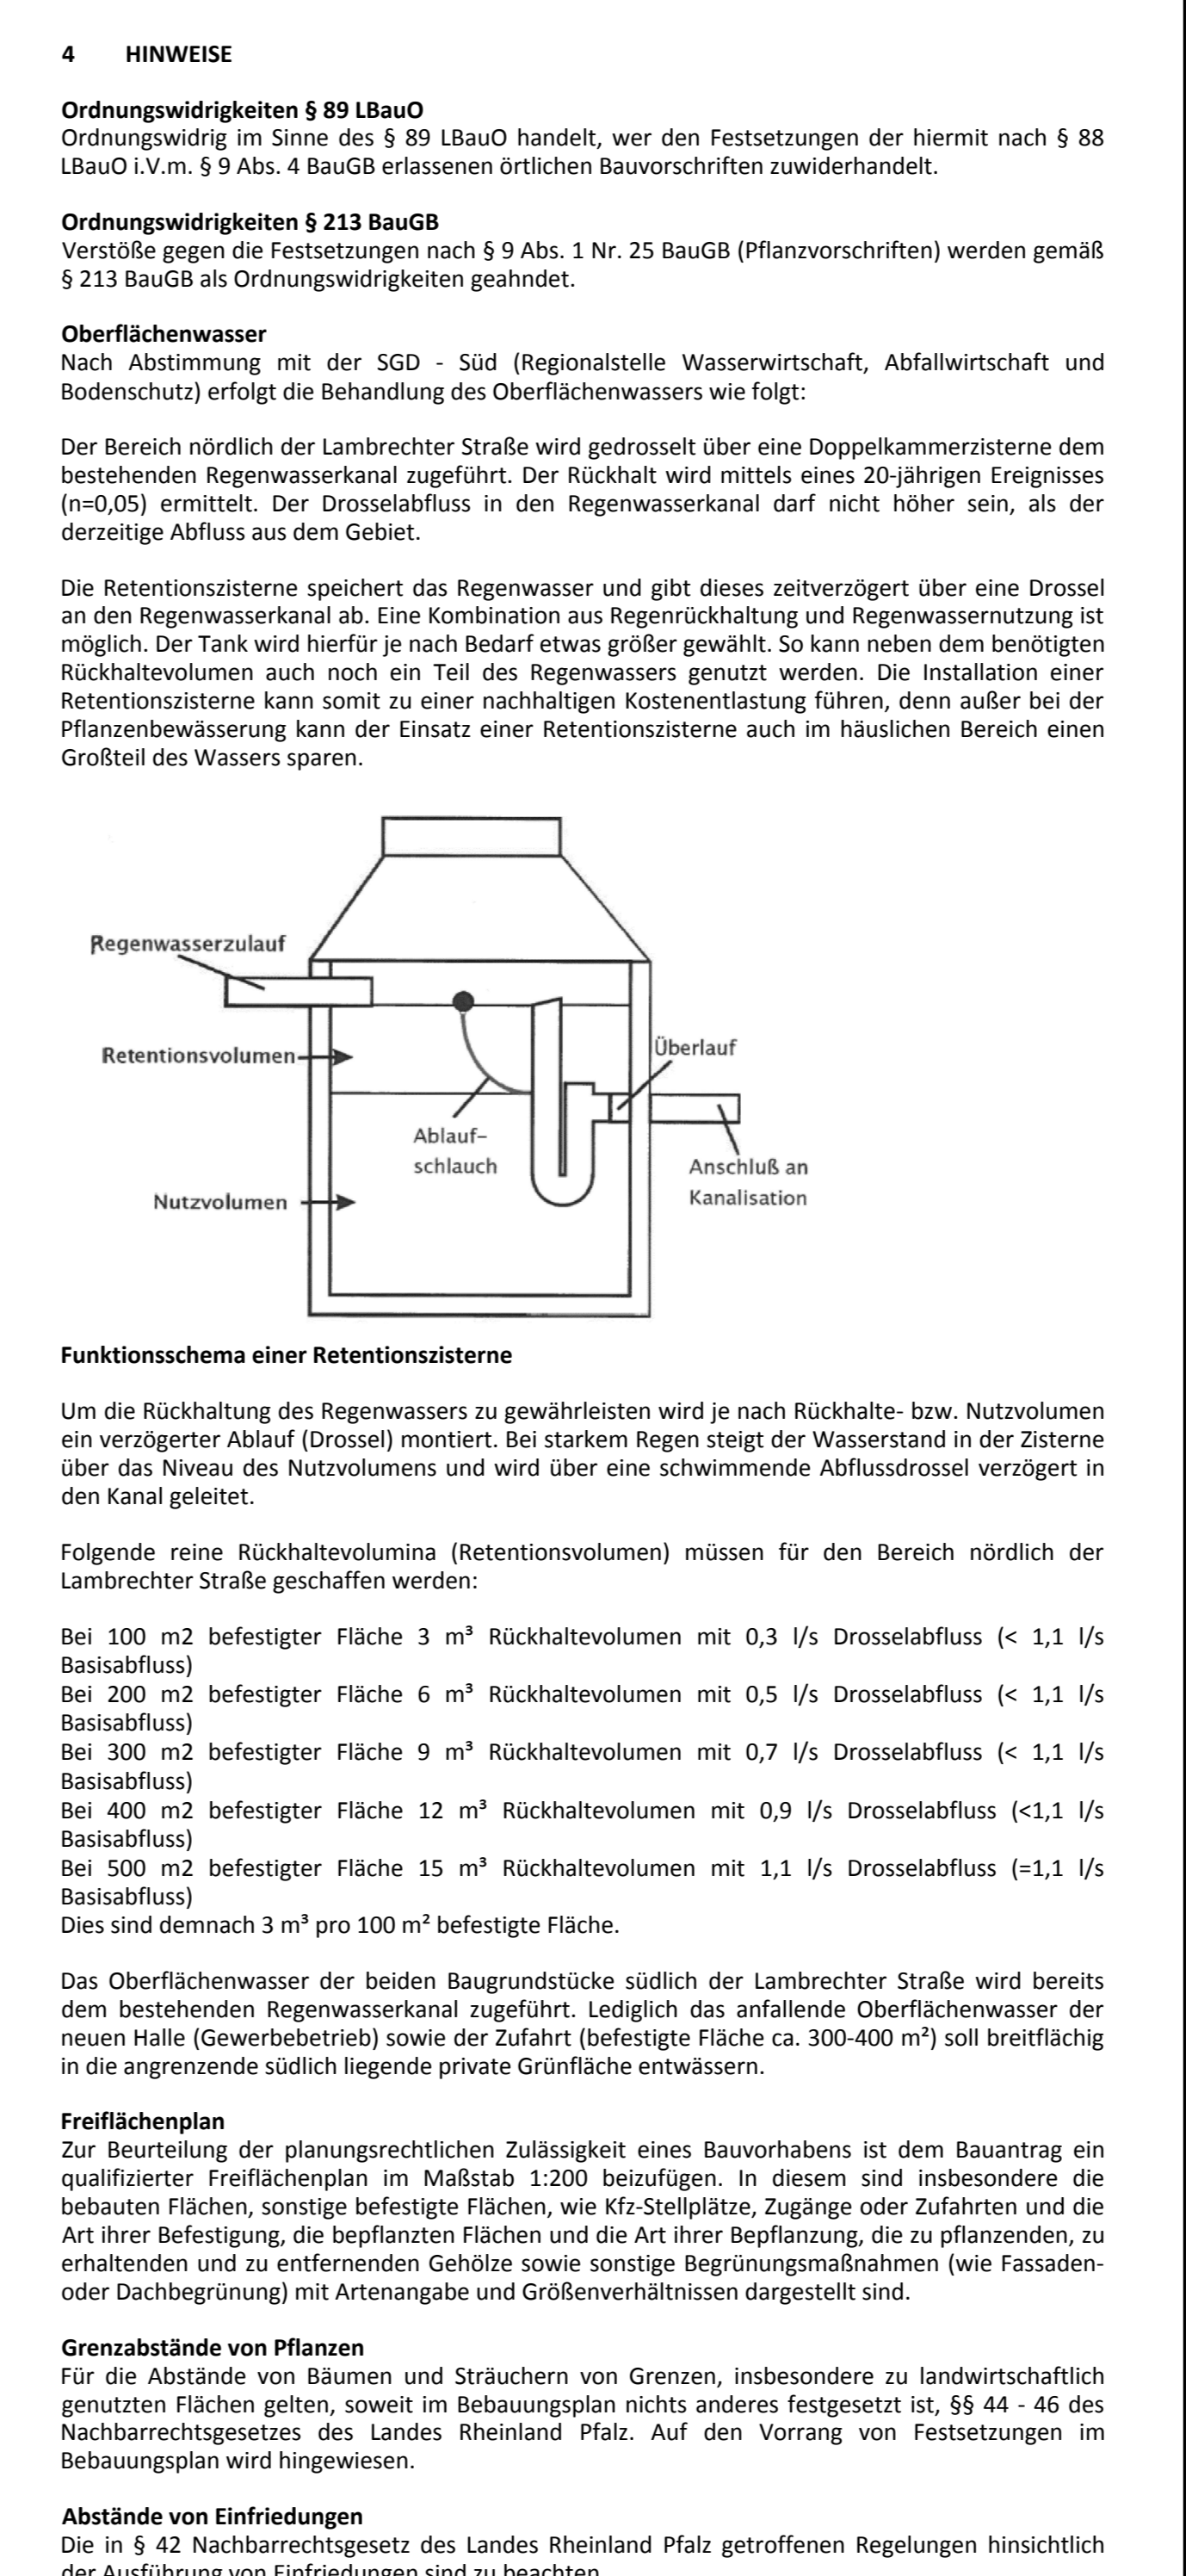 4 HINWEISE
Ordnungswidrigkeiten § 89 LBauO
Ordnungswidrig im Sinne des § 89 LBauO handelt, wer den Festsetzungen der hiermit nach § 88
LBauO i.V.m. § 9 Abs. 4 BauGB erlassenen örtlichen Bauvorschriften zuwiderhandelt.
Ordnungswidrigkeiten § 213 BauGB
Verstöße gegen die Festsetzungen nach § 9 Abs. 1 Nr. 25 BauGB (Pflanzvorschriften) werden gemäß
§ 213 BauGB als Ordnungswidrigkeiten geahndet.
Oberflächenwasser
Nach Abstimmung mit der SGD - Süd (Regionalstelle Wasserwirtschaft, Abfallwirtschaft und
Bodenschutz) erfolgt die Behandlung des Oberflächenwassers wie folgt:
Der Bereich nördlich der Lambrechter Straße wird gedrosselt über eine Doppelkammerzisterne dem
bestehenden Regenwasserkanal zugeführt. Der Rückhalt wird mittels eines 20-jährigen Ereignisses
(n=0,05) ermittelt. Der Drosselabfluss in den Regenwasserkanal darf nicht höher sein, als der
derzeitige Abfluss aus dem Gebiet.
Die Retentionszisterne speichert das Regenwasser und gibt dieses zeitverzögert über eine Drossel
an den Regenwasserkanal ab. Eine Kombination aus Regenrückhaltung und Regenwassernutzung ist
möglich. Der Tank wird hierfür je nach Bedarf etwas größer gewählt. So kann neben dem benötigten
Rückhaltevolumen auch noch ein Teil des Regenwassers genutzt werden. Die Installation einer
Retentionszisterne kann somit zu einer nachhaltigen Kostenentlastung führen, denn außer bei der
Pflanzenbewässerung kann der Einsatz einer Retentionszisterne auch im häuslichen Bereich einen
Großteil des Wassers sparen.
Regenwasserzulauf
Retentionsvolumen
Überlauf
Ablauf-
schlauch
Anschluß an
Kanalisation
Nutzvolumen
Funktionsschema einer Retentionszisterne
Um die Rückhaltung des Regenwassers zu gewährleisten wird je nach Rückhalte- bzw. Nutzvolumen
ein verzögerter Ablauf (Drossel) montiert. Bei starkem Regen steigt der Wasserstand in der Zisterne
über das Niveau des Nutzvolumens und wird über eine schwimmende Abflussdrossel verzögert in
den Kanal geleitet.
Folgende reine Rückhaltevolumina (Retentionsvolumen) müssen für den Bereich nördlich der
Lambrechter Straße geschaffen werden:
Bei 100 m2 befestigter Fläche 3 m³ Rückhaltevolumen mit 0,3 l/s Drosselabfluss (< 1,1 l/s
Basisabfluss)
Bei 200 m2 befestigter Fläche 6 m³ Rückhaltevolumen mit 0,5 l/s Drosselabfluss (< 1,1 l/s
Basisabfluss)
Bei 300 m2 befestigter Fläche 9 m³ Rückhaltevolumen mit 0,7 l/s Drosselabfluss (< 1,1 l/s
Basisabfluss)
Bei 400 m2 befestigter Fläche 12 m³ Rückhaltevolumen mit 0,9 l/s Drosselabfluss (<1,1 l/s
Basisabfluss)
Bei 500 m2 befestigter Fläche 15 m³ Rückhaltevolumen mit 1,1 l/s Drosselabfluss (=1,1 l/s
Basisabfluss)
Dies sind demnach 3 m³ pro 100 m² befestigte Fläche.
Das Oberflächenwasser der beiden Baugrundstücke südlich der Lambrechter Straße wird bereits
dem bestehenden Regenwasserkanal zugeführt. Lediglich das anfallende Oberflächenwasser der
neuen Halle (Gewerbebetrieb) sowie der Zufahrt (befestigte Fläche ca. 300-400 m²) soll breitflächig
in die angrenzende südlich liegende private Grünfläche entwässern.
Freiflächenplan
Zur Beurteilung der planungsrechtlichen Zulässigkeit eines Bauvorhabens ist dem Bauantrag ein
qualifizierter Freiflächenplan im Maßstab 1:200 beizufügen. In diesem sind insbesondere die
bebauten Flächen, sonstige befestigte Flächen, wie Kfz-Stellplätze, Zugänge oder Zufahrten und die
Art ihrer Befestigung, die bepflanzten Flächen und die Art ihrer Bepflanzung, die zu pflanzenden, zu
erhaltenden und zu entfernenden Gehölze sowie sonstige Begrünungsmaßnahmen (wie Fassaden-
oder Dachbegrünung) mit Artenangabe und Größenverhältnissen dargestellt sind.
Grenzabstände von Pflanzen
Für die Abstände von Bäumen und Sträuchern von Grenzen, insbesondere zu landwirtschaftlich
genutzten Flächen gelten, soweit im Bebauungsplan nichts anderes festgesetzt ist, §§ 44 - 46 des
Nachbarrechtsgesetzes des Landes Rheinland Pfalz. Auf den Vorrang von Festsetzungen im
Bebauungsplan wird hingewiesen.
Abstände von Einfriedungen
Die in § 42 Nachbarrechtsgesetz des Landes Rheinland Pfalz getroffenen Regelungen hinsichtlich
der Ausführung von Einfriedungen sind zu beachten.